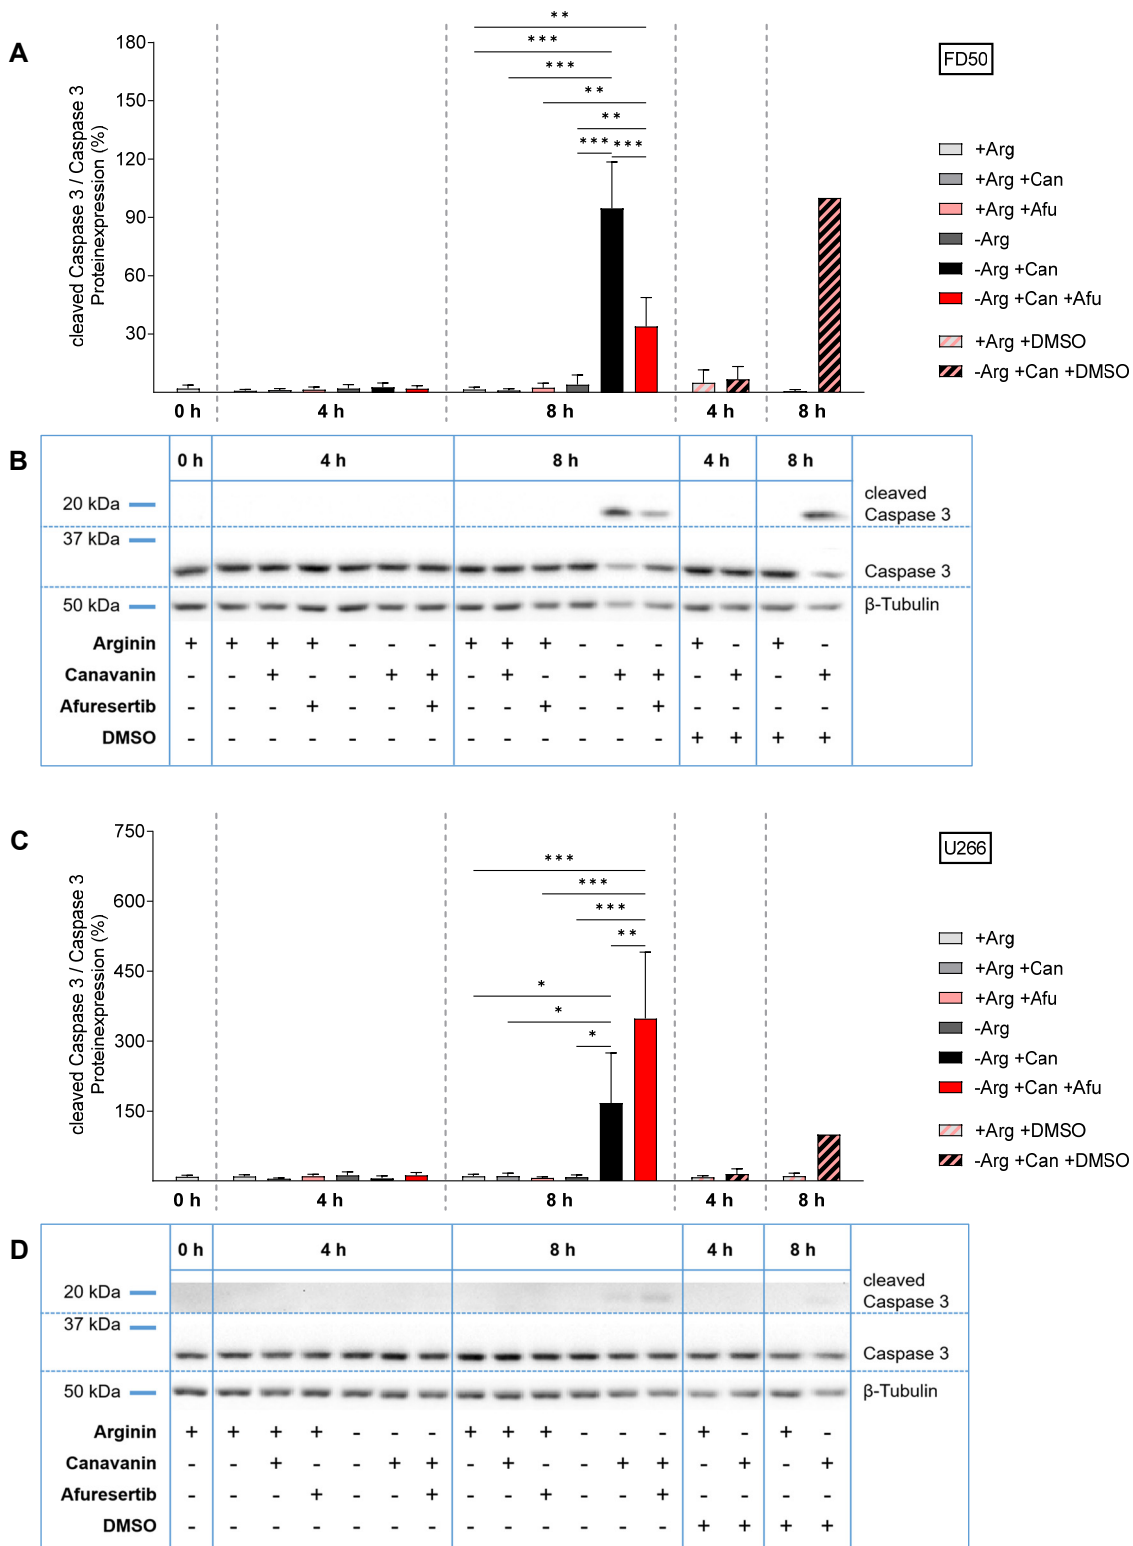 A
FD50
cleaved Caspase 3 / Caspase 3
Proteinexpression (%)
180
150
120
90
60
30
**
***
***
**
**
*** ***
0 h 4 h 8 h 4 h 8 h
+Arg
+Arg +Can
+Arg +Afu
-Arg
-Arg +Can
-Arg +Can +Afu
+Arg +DMSO
-Arg +Can +DMSO
B
0 h 4 h 8 h 4 h 8 h
20 kDa cleaved
Caspase 3
37 kDa
Caspase 3
50 kDa β-Tubulin
Arginin + + + + - - - + + + - - - + - + -
Canavanin - - + - - + + - + - - + + - + - +
Afuresertib - - - + - - + - - + - - + - - - -
DMSO - - - - - - - - - - - - - + + + +
C
U266
cleaved Caspase 3 / Caspase 3
Proteinexpression (%)
750
600
450
300
150
***
***
***
**
*
*
*
0 h 4 h 8 h 4 h 8 h
+Arg
+Arg +Can
+Arg +Afu
-Arg
-Arg +Can
-Arg +Can +Afu
+Arg +DMSO
-Arg +Can +DMSO
D
0 h 4 h 8 h 4 h 8 h
20 kDa cleaved
Caspase 3
37 kDa
Caspase 3
50 kDa β-Tubulin
Arginin + + + + - - - + + + - - - + - + -
Canavanin - - + - - + + - + - - + + - + - +
Afuresertib - - - + - - + - - + - - + - - - -
DMSO - - - - - - - - - - - - - + + + +